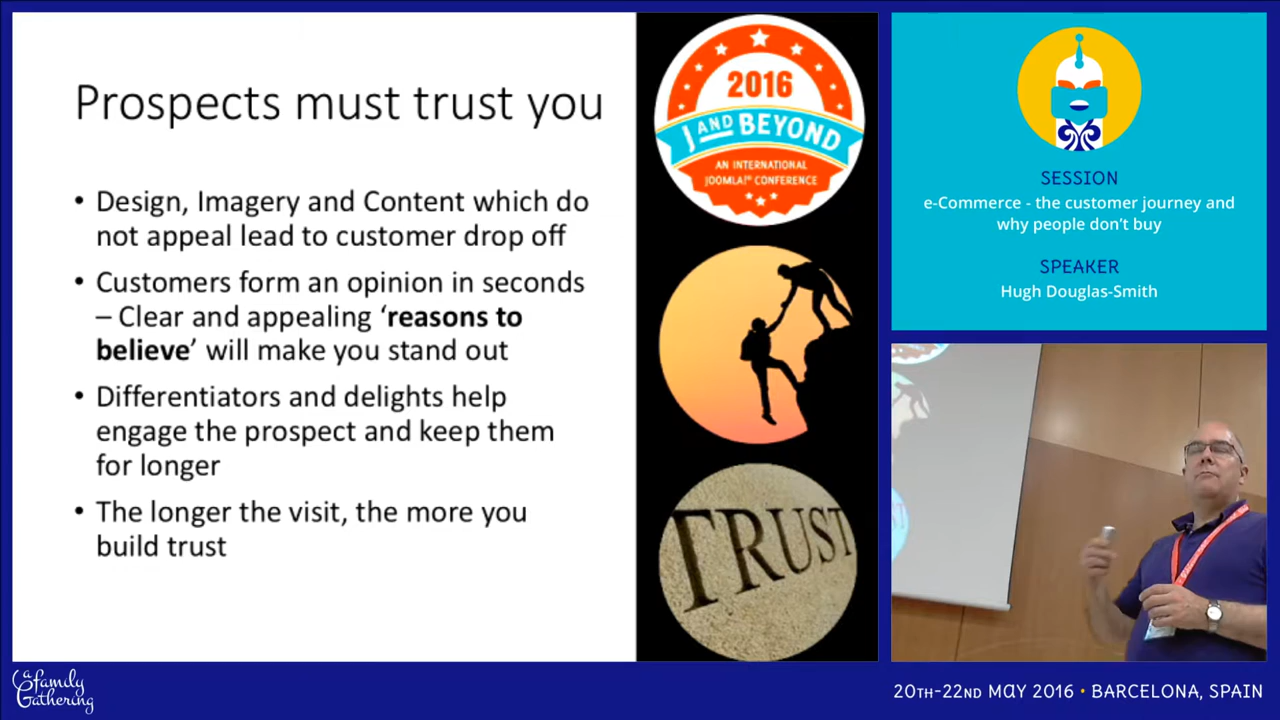 Prospects must trust you
• Design, Imagery and Content which do
not appeal lead to customer drop off
• Customers form an opinion in seconds
– Clear and appealing ‘reasons to
believe’ will make you stand out
• Differentiators and delights help
engage the prospect and keep them
for longer
• The longer the visit, the more you
build trust
2016
J AND BEYOND
AN INTERNATIONAL
JOOMLA!® CONFERENCE
TRUST
SESSION
e-Commerce - the customer journey and
why people don't buy
SPEAKER
Hugh Douglas-Smith
a
family
Gathering
20TH-22ND MAY 2016 • BARCELONA, SPAIN